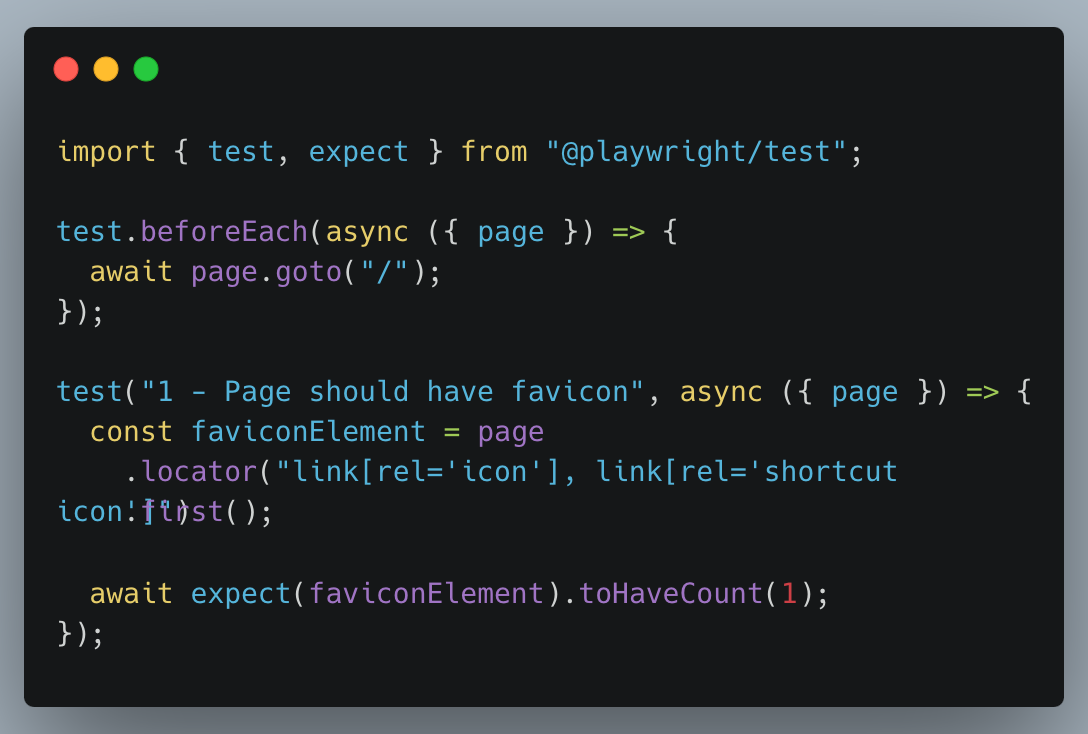 import { test, expect } from "@playwright/test";
test.beforeEach(async ({ page }) => {
  await page.goto("/");
});
test("1 – Page should have favicon", async ({ page }) => {
  const faviconElement = page
    .locator("link[rel='icon'], link[rel='shortcut
icon']")
    .first();
  await expect(faviconElement).toHaveCount(1);
});